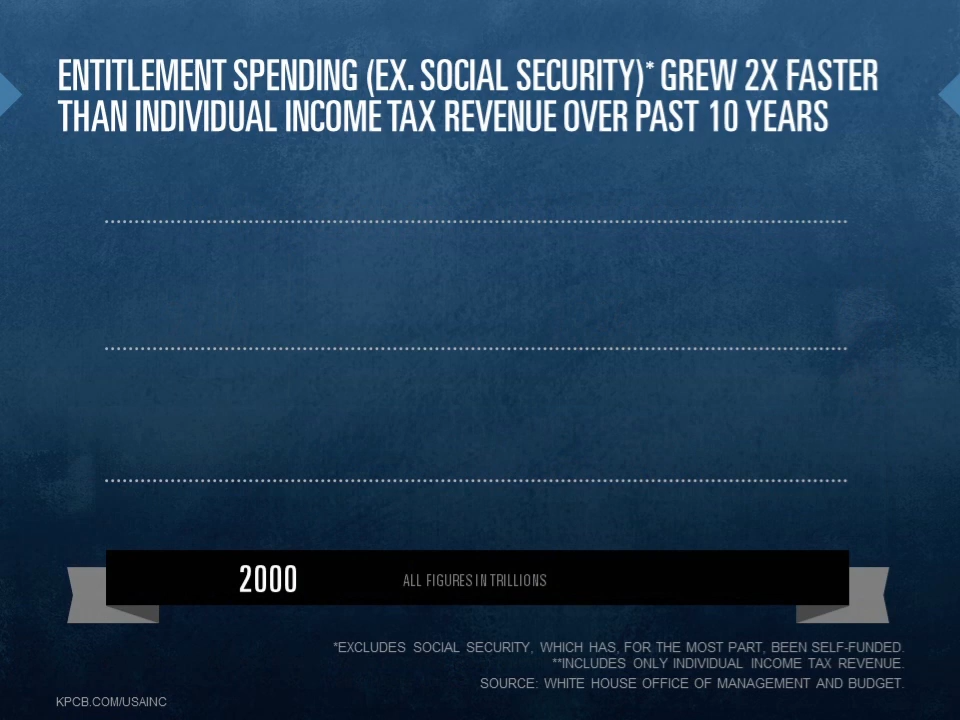 ENTITLEMENT SPENDING (EX. SOCIAL SECURITY)* GREW 2X FASTER
THAN INDIVIDUAL INCOME TAX REVENUE OVER PAST 10 YEARS
2000
ALL FIGURES IN TRILLIONS
*EXCLUDES SOCIAL SECURITY, WHICH HAS, FOR THE MOST PART, BEEN SELF-FUNDED.
**INCLUDES ONLY INDIVIDUAL INCOME TAX REVENUE.
SOURCE: WHITE HOUSE OFFICE OF MANAGEMENT AND BUDGET.
KPCB.COM/USAINC